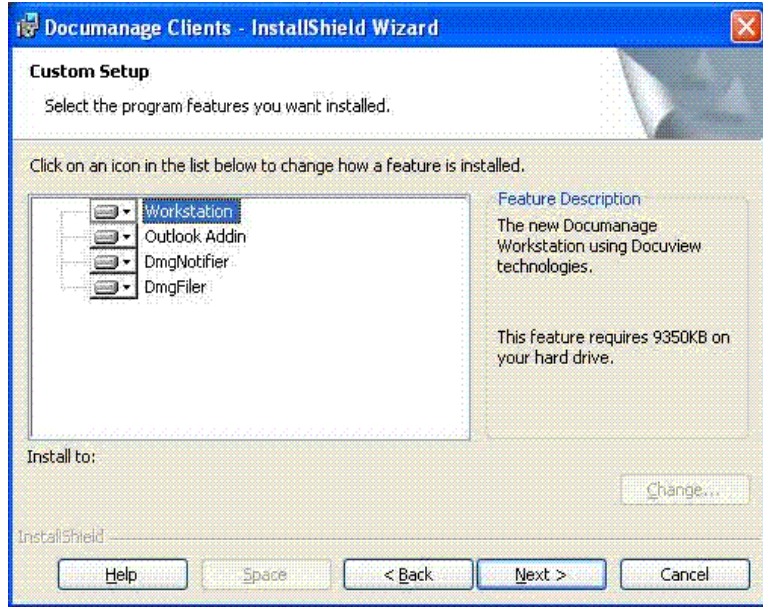 Documanage Clients - InstallShield Wizard
Custom Setup
Select the program features you want installed.
Click on an icon in the list below to change how a feature is installed.
Workstation
Outlook Addin
DmgNotifier
DmgFiler
Feature Description
The new Documanage
Workstation using Docuview
technologies.
This feature requires 9350KB on
your hard drive.
Install to:
Change...
InstallShield
Help
Space
< Back
Next >
Cancel